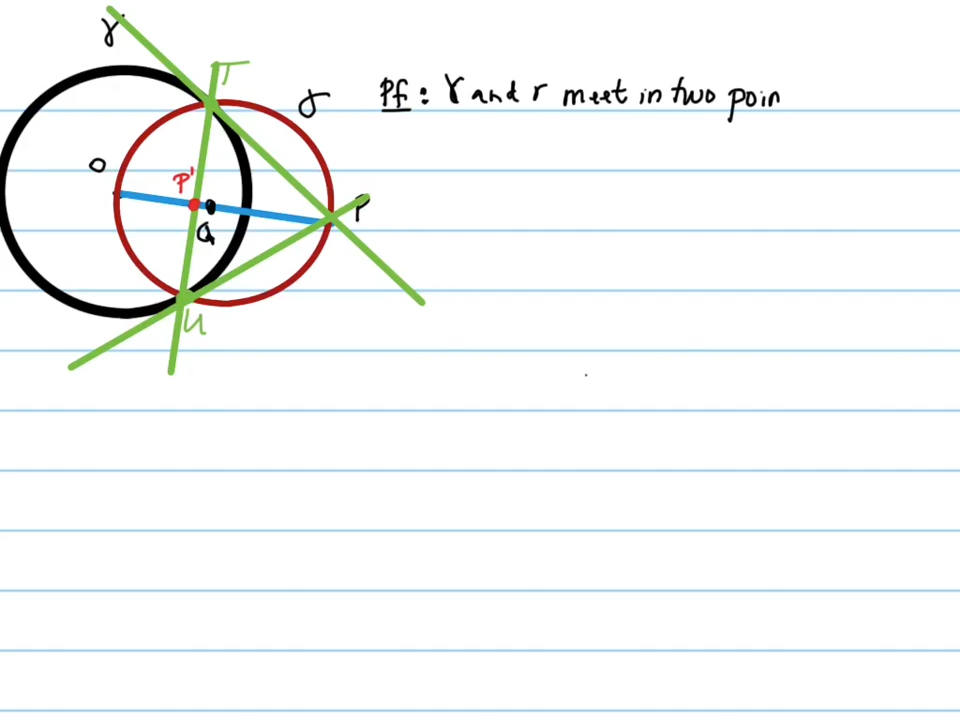 γ
T
σ
Pf: γ and σ meet in two poin
O
P'
P
Q
U